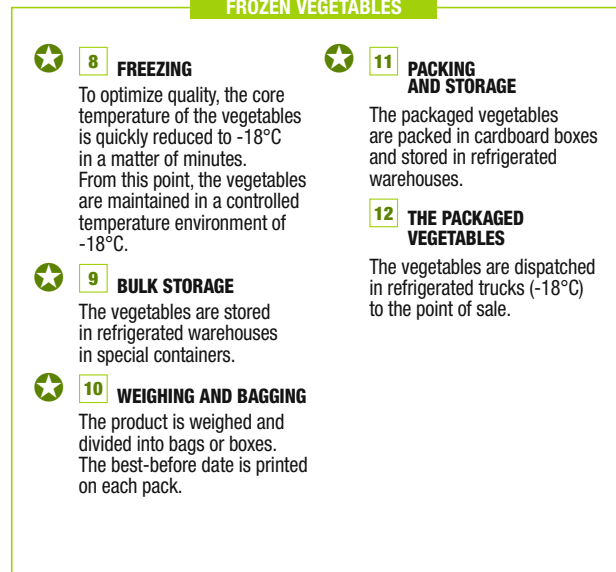 FROZEN VEGETABLES
8 FREEZING
To optimize quality, the core
temperature of the vegetables
is quickly reduced to -18°C
in a matter of minutes.
From this point, the vegetables
are maintained in a controlled
temperature environment of
-18°C.
9 BULK STORAGE
The vegetables are stored
in refrigerated warehouses
in special containers.
10 WEIGHING AND BAGGING
The product is weighed and
divided into bags or boxes.
The best-before date is printed
on each pack.
11 PACKING
AND STORAGE
The packaged vegetables
are packed in cardboard boxes
and stored in refrigerated
warehouses.
12 THE PACKAGED
VEGETABLES
The vegetables are dispatched
in refrigerated trucks (-18°C)
to the point of sale.